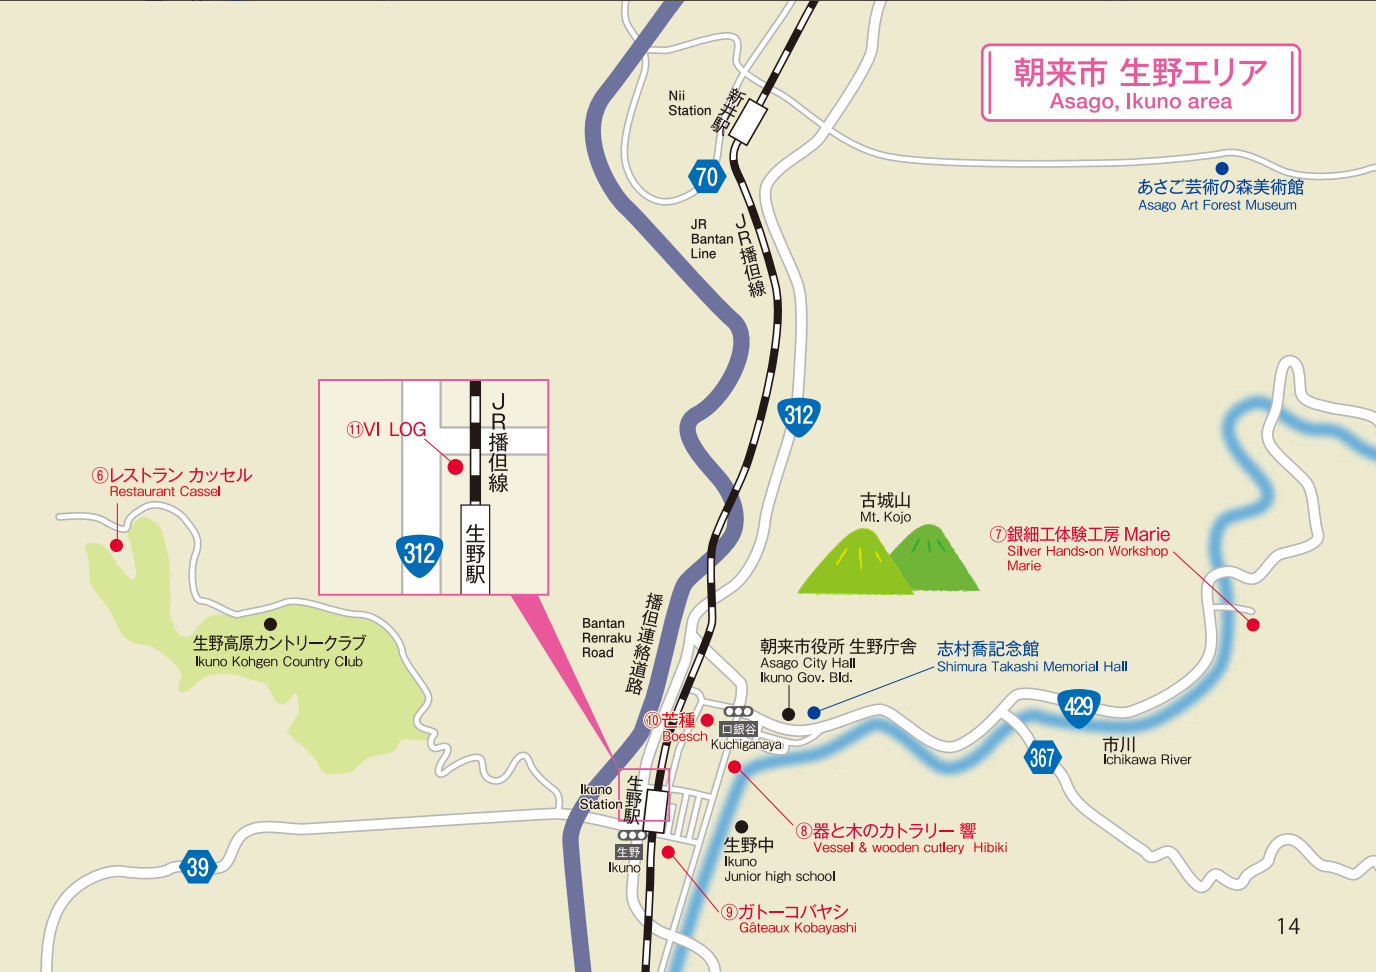 朝来市 生野エリア
Asago, Ikuno area
Nii
Station
新井駅
70
あさご芸術の森美術館
Asago Art Forest Museum
JR
Bantan
Line
JR播但線
312
⑪VI LOG
JR播但線
312
生野駅
⑥レストラン カッセル
Restaurant Cassel
古城山
Mt. Kojo
⑦銀細工体験工房 Marie
Silver Hands-on Workshop
Marie
生野高原カントリークラブ
Ikuno Kohgen Country Club
Bantan
Renraku
Road
播但連絡道路
朝来市役所 生野庁舎
Asago City Hall
Ikuno Gov. Bld.
志村喬記念館
Shimura Takashi Memorial Hall
⑩芒種
Boesch
口銀谷
Kuchiganaya
429
367
市川
Ichikawa River
Ikuno
Station
生野駅
生野
Ikuno
生野中
Ikuno
Junior high school
⑧器と木のカトラリー 響
Vessel & wooden cutlery Hibiki
39
⑨ガトーコバヤシ
Gâteaux Kobayashi
14